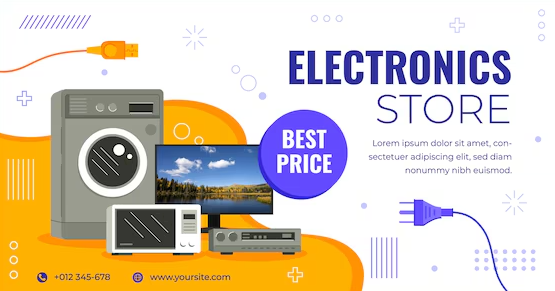 ELECTRONICS
STORE
BEST
PRICE
Lorem ipsum dolor sit amet, con-
sectetuer adipiscing elit, sed diam
nonummy nibh euismod.
+012 345-678
www.yoursite.com